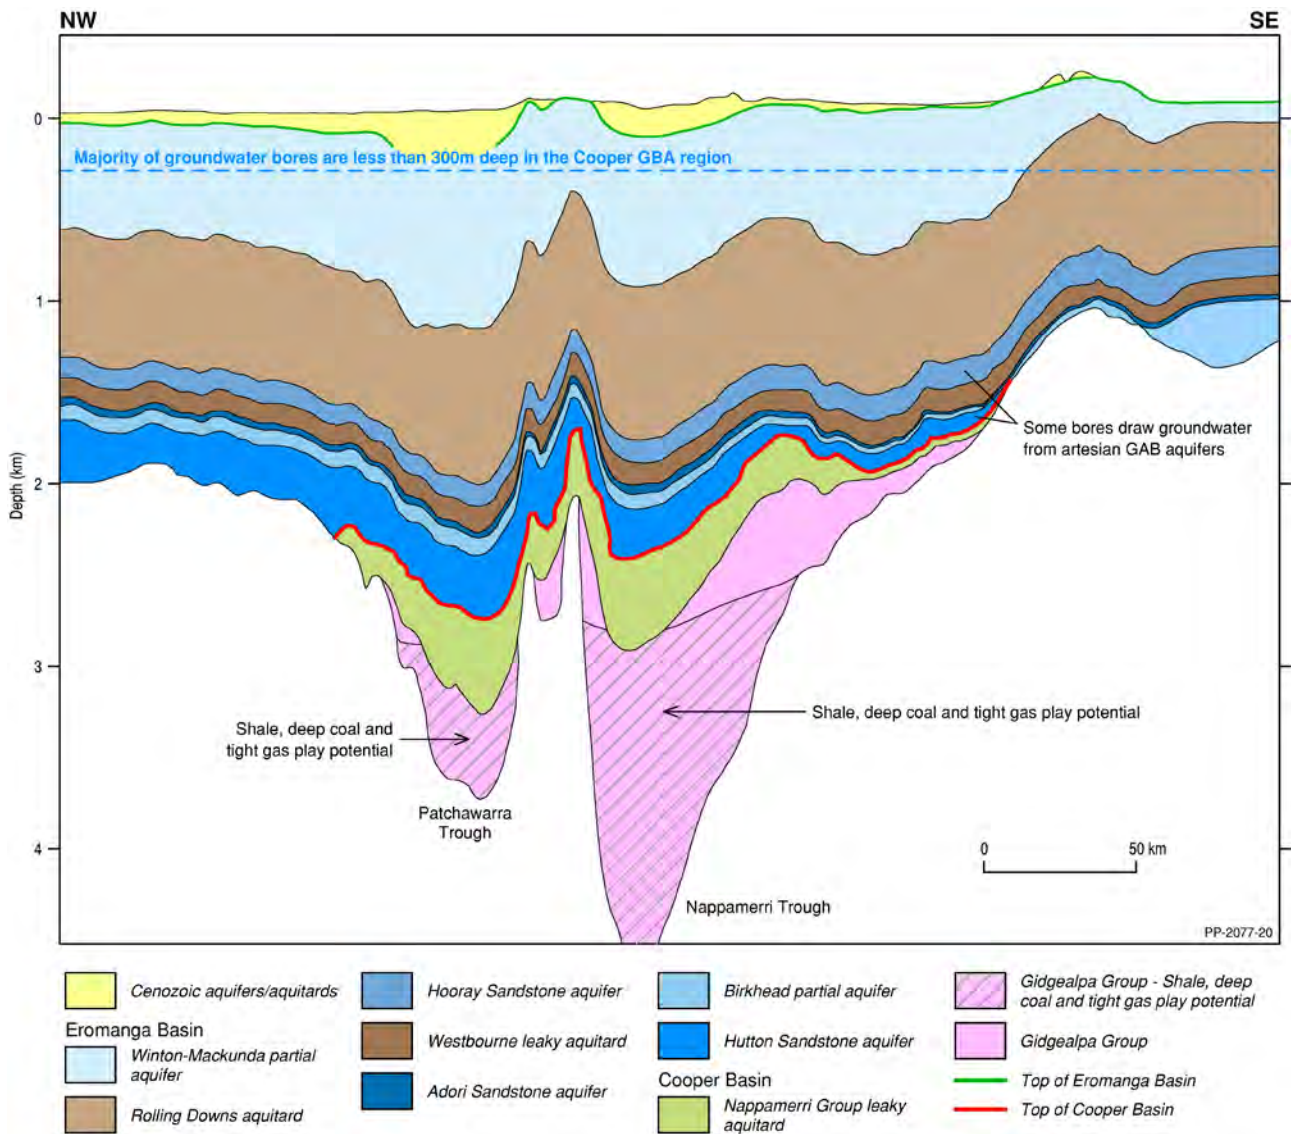 NW
SE
0
Majority of groundwater bores are less than 300m deep in the Cooper GBA region
1
Some bores draw groundwater
from artesian GAB aquifers
Depth (km)
2
3
Shale, deep coal and
tight gas play potential
Shale, deep coal and tight gas play potential
Patchawarra
Trough
4
0
50 km
Nappamerri Trough
PP-2077-20
Cenozoic aquifers/aquitards
Eromanga Basin
Winton-Mackunda partial
aquifer
Rolling Downs aquitard
Hooray Sandstone aquifer
Westbourne leaky aquitard
Adori Sandstone aquifer
Birkhead partial aquifer
Hutton Sandstone aquifer
Cooper Basin
Nappamerri Group leaky
aquitard
Gidgealpa Group - Shale, deep
coal and tight gas play potential
Gidgealpa Group
Top of Eromanga Basin
Top of Cooper Basin